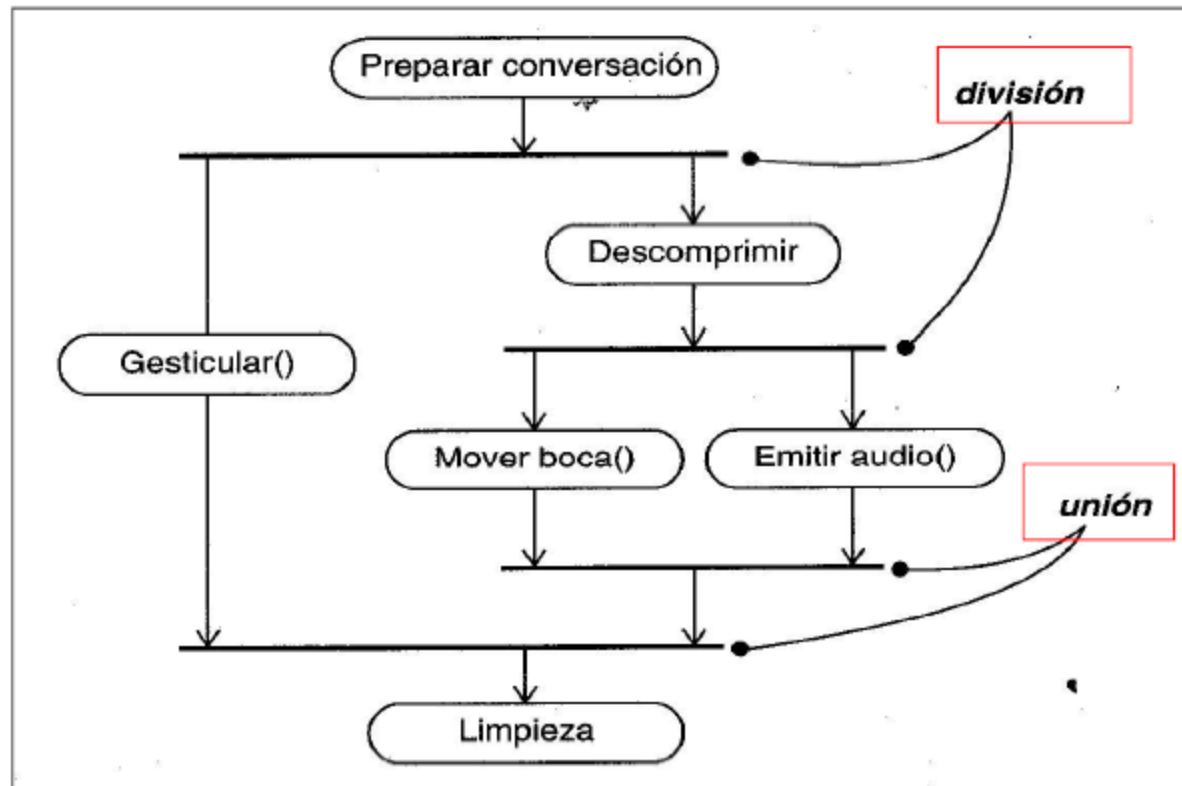 Preparar conversación
división
Descomprimir
Gesticular()
Mover boca()
Emitir audio()
unión
Limpieza